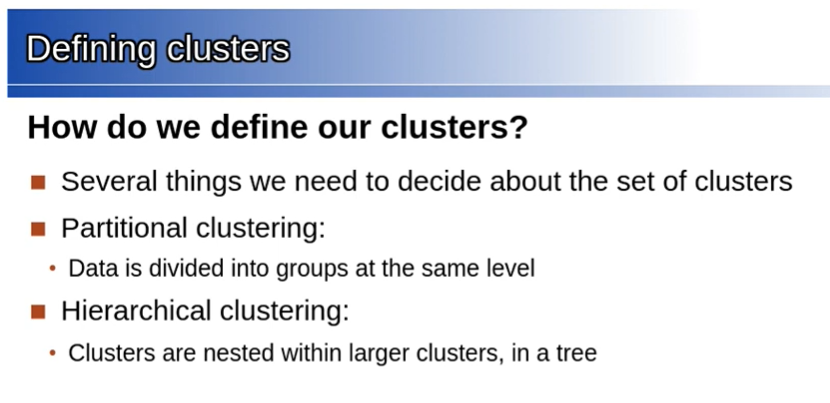 Defining clusters
How do we define our clusters?
Several things we need to decide about the set of clusters
Partitional clustering:
Data is divided into groups at the same level
Hierarchical clustering:
Clusters are nested within larger clusters, in a tree